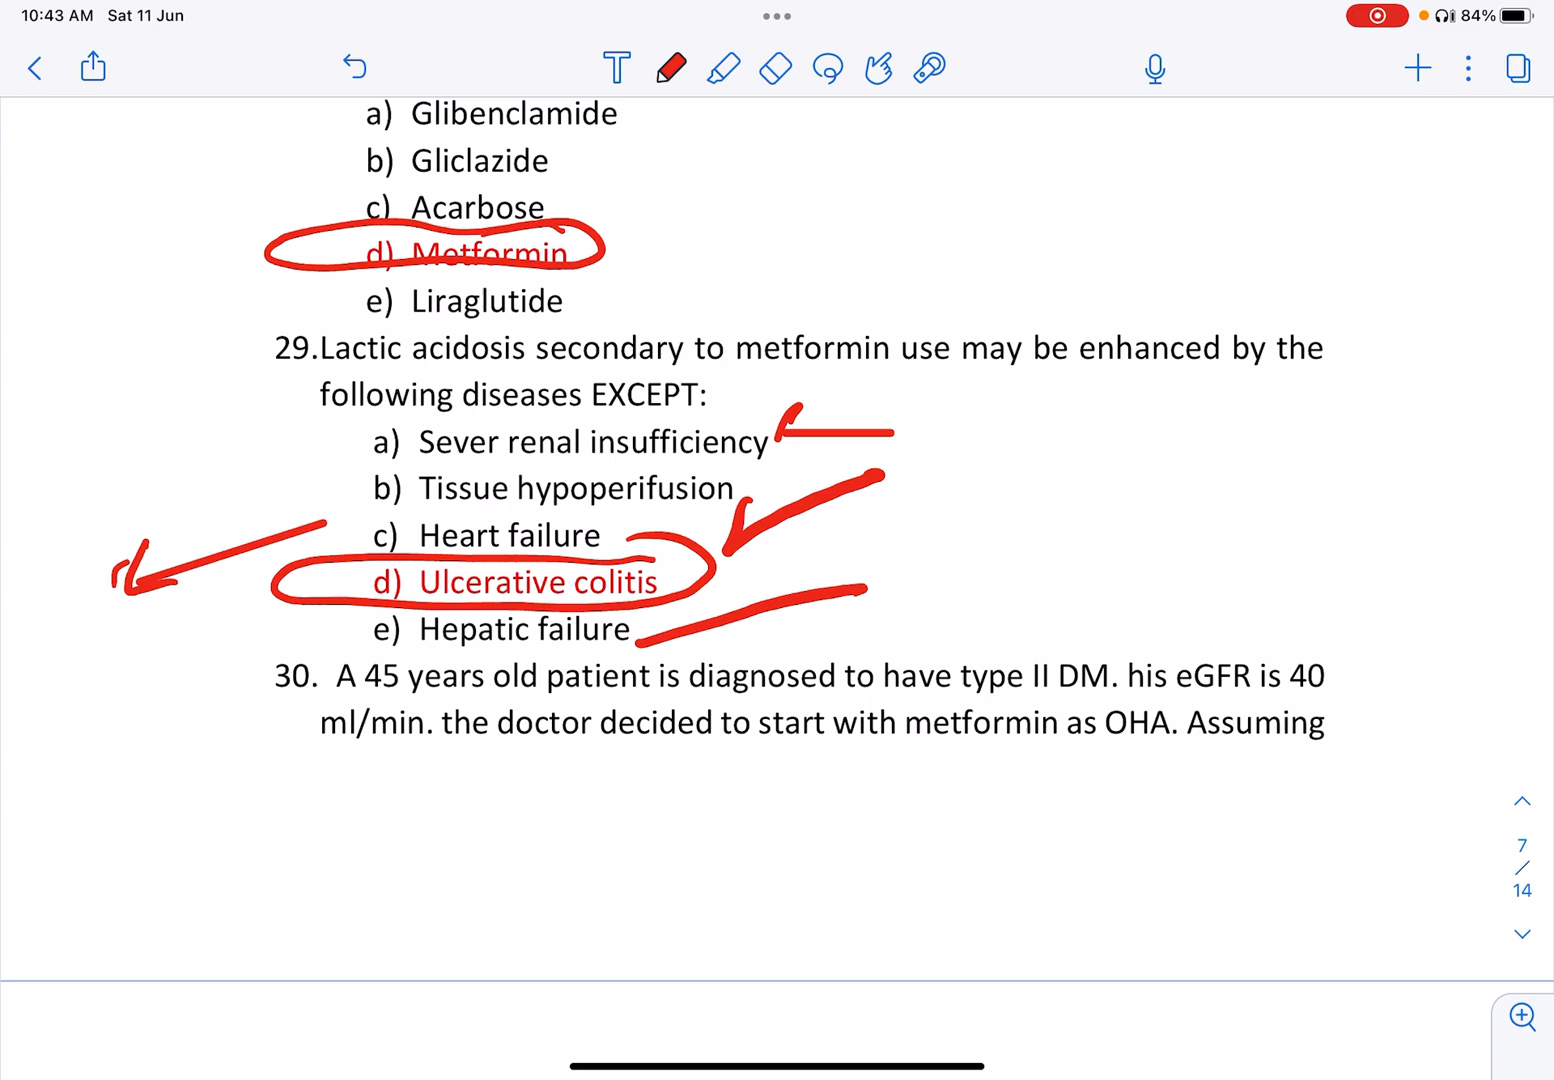 10:43 AM Sat 11 Jun
84%
a) Glibenclamide
b) Gliclazide
c) Acarbose
d) Metformin
e) Liraglutide
29.Lactic acidosis secondary to metformin use may be enhanced by the
following diseases EXCEPT:
a) Sever renal insufficiency
b) Tissue hypoperifusion
c) Heart failure
d) Ulcerative colitis
e) Hepatic failure
30. A 45 years old patient is diagnosed to have type II DM. his eGFR is 40
ml/min. the doctor decided to start with metformin as OHA. Assuming
7
/
14